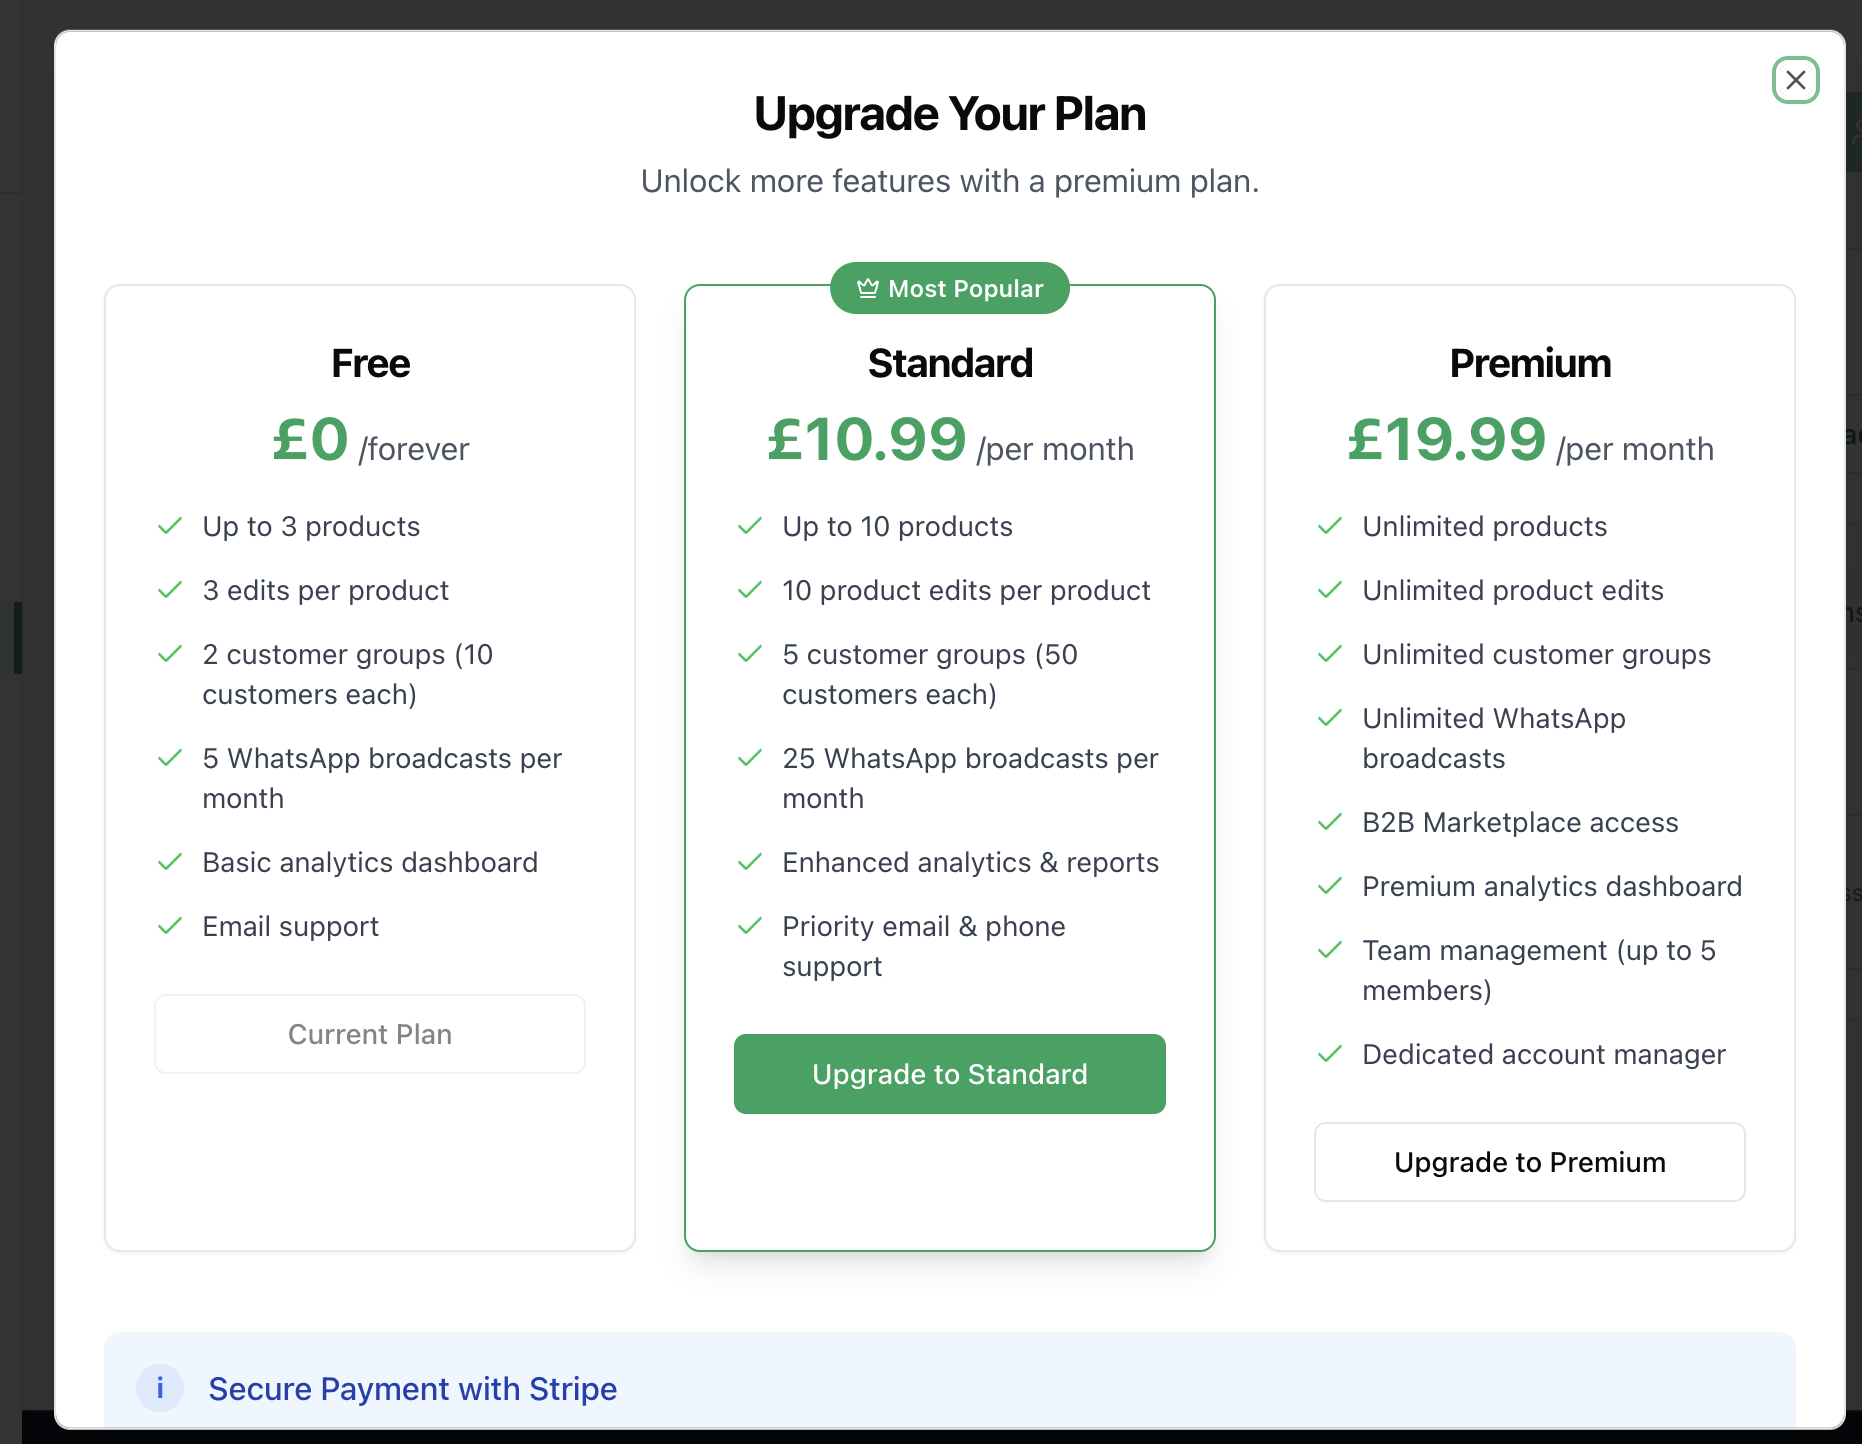 Upgrade Your Plan
Unlock more features with a premium plan.
Free
£0 /forever
Up to 3 products
3 edits per product
2 customer groups (10
customers each)
5 WhatsApp broadcasts per
month
Basic analytics dashboard
Email support
Current Plan
Most Popular
Standard
£10.99 /per month
Up to 10 products
10 product edits per product
5 customer groups (50
customers each)
25 WhatsApp broadcasts per
month
Enhanced analytics & reports
Priority email & phone
support
Upgrade to Standard
Premium
£19.99 /per month
Unlimited products
Unlimited product edits
Unlimited customer groups
Unlimited WhatsApp
broadcasts
B2B Marketplace access
Premium analytics dashboard
Team management (up to 5
members)
Dedicated account manager
Upgrade to Premium
Secure Payment with Stripe